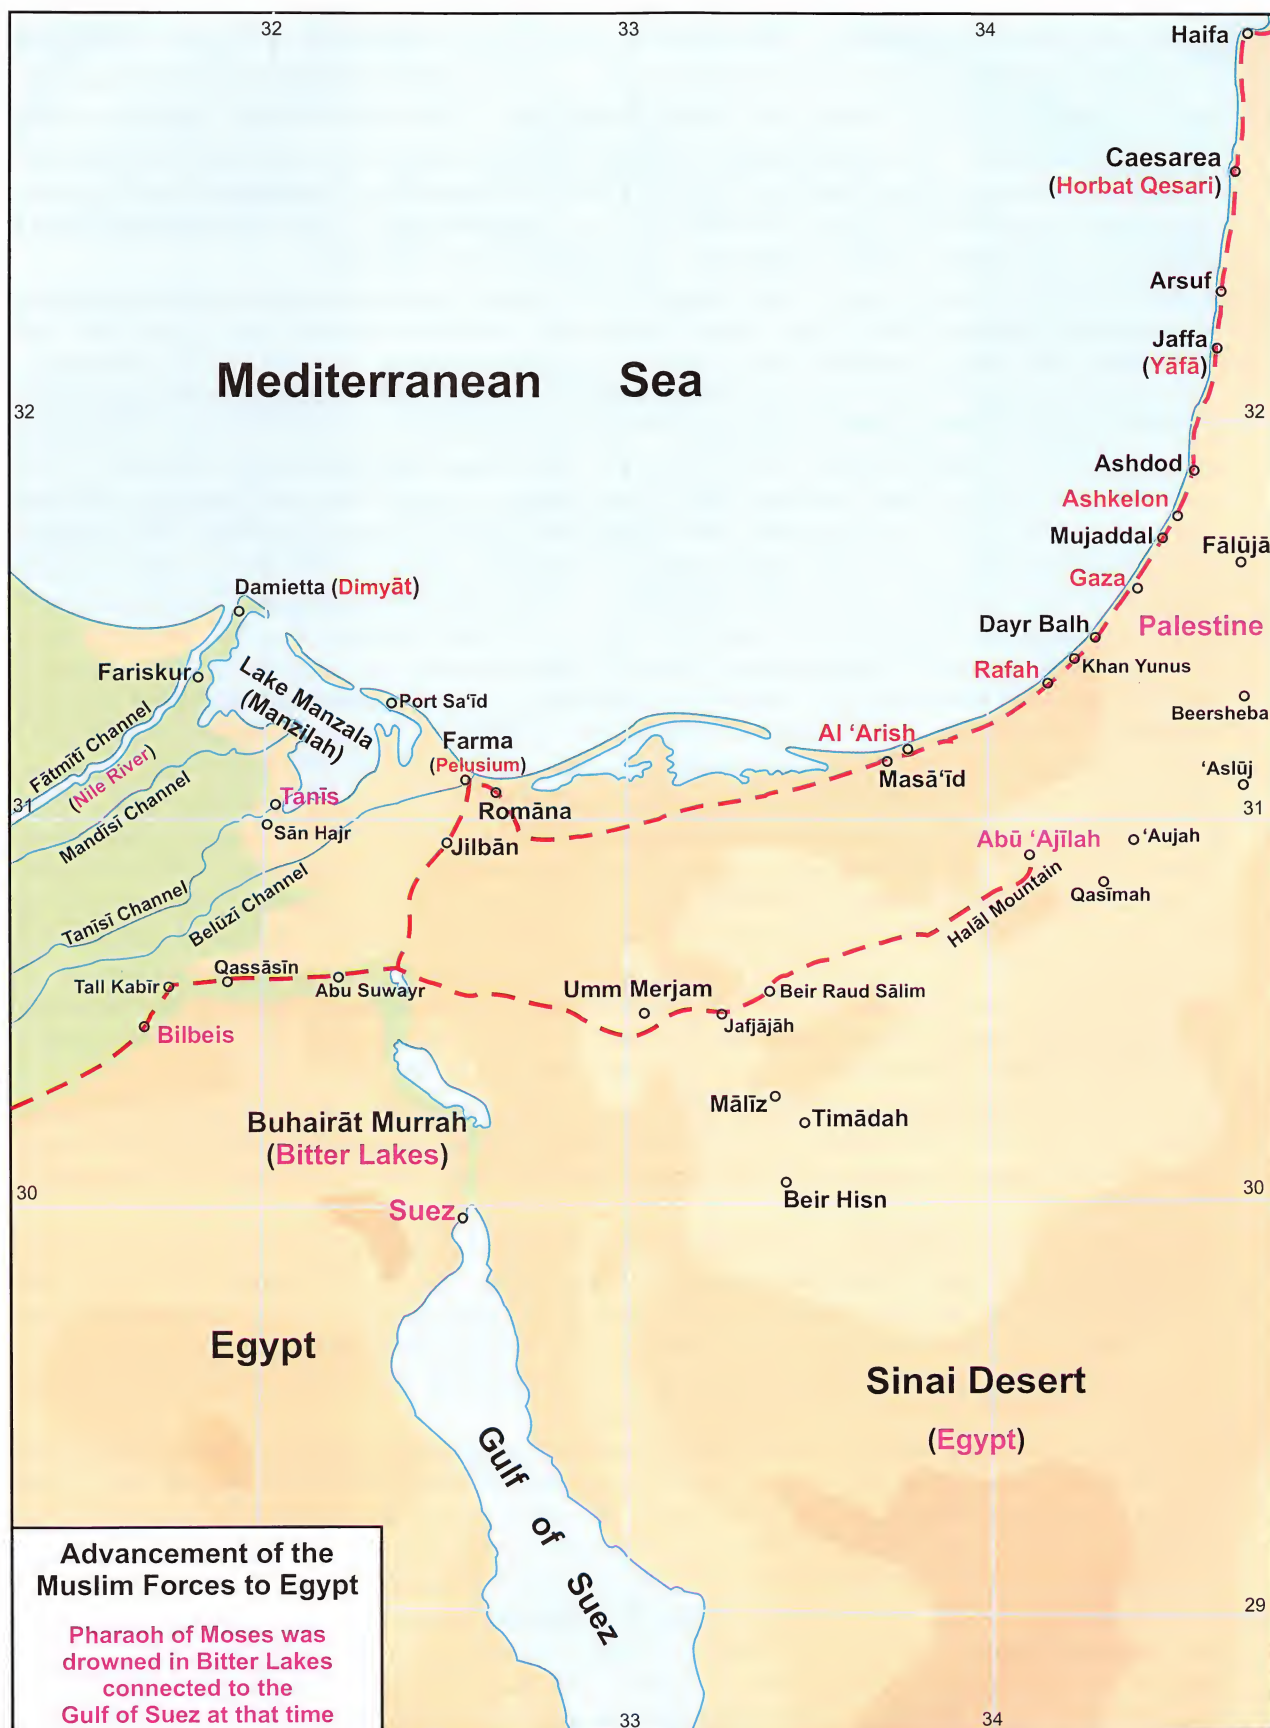 32
33
34
Haifa
Caesarea
(Horbat Qesari)
Arsuf
Jaffa
(Yāfā)
Mediterranean Sea
32
32
Ashdod
Ashkelon
Mujaddal
Fālūjā
Gaza
Damietta (Dimyāt)
Dayr Balh
Palestine
Khan Yunus
Rafah
Fariskur
Lake Manzala
(Manzilah)
Port Sa‘īd
Beersheba
Farma
(Pelusium)
Al ‘Arish
Masā‘īd
‘Aslūj
Fātmītī Channel
(Nile River)
Mandīsī Channel
31
31
Tanīs
Romāna
Sān Hajr
Jilbān
Abū ‘Ajīlah
‘Aujah
Qasīmah
Halāl Mountain
Tanīsī Channel
Belūzī Channel
Qassāsīn
Tall Kabīr
Abu Suwayr
Umm Merjam
Beir Raud Sālim
Jafjājāh
Bilbeis
Mālīz
Timādah
Buhairāt Murrah
(Bitter Lakes)
30
30
Beir Hisn
Suez
Egypt
Sinai Desert
(Egypt)
Gulf of Suez
Advancement of the
Muslim Forces to Egypt
Pharaoh of Moses was
drowned in Bitter Lakes
connected to the
Gulf of Suez at that time
29
33
34